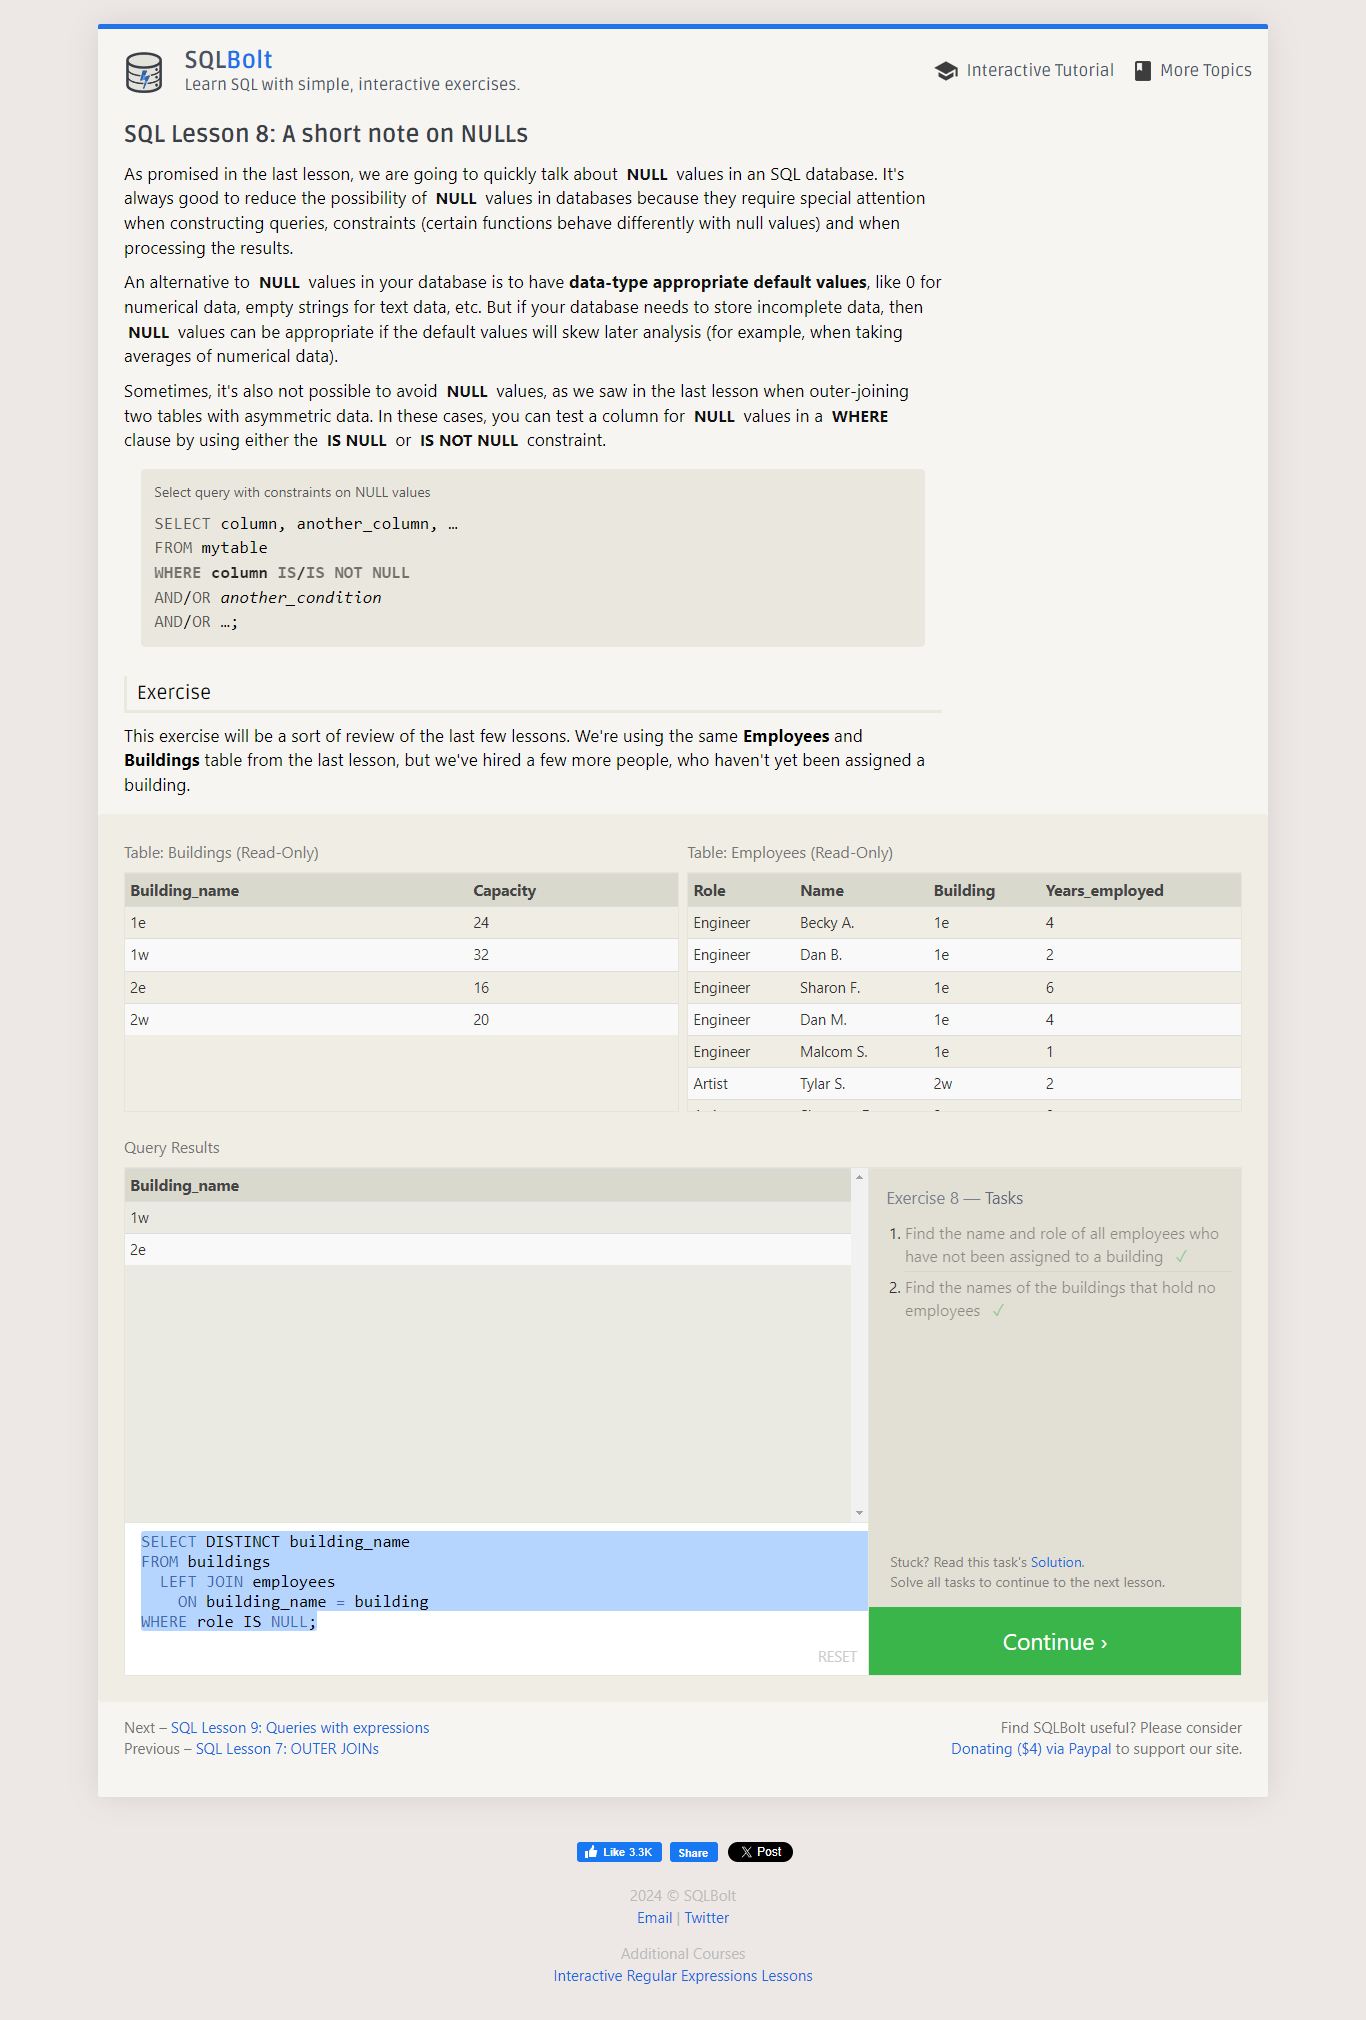 SQLBolt
Learn SQL with simple, interactive exercises.
Interactive Tutorial
More Topics
SQL Lesson 8: A short note on NULLs
As promised in the last lesson, we are going to quickly talk about NULL values in an SQL database. It's
always good to reduce the possibility of NULL values in databases because they require special attention
when constructing queries, constraints (certain functions behave differently with null values) and when
processing the results.
An alternative to NULL values in your database is to have data-type appropriate default values, like 0 for
numerical data, empty strings for text data, etc. But if your database needs to store incomplete data, then
NULL values can be appropriate if the default values will skew later analysis (for example, when taking
averages of numerical data).
Sometimes, it's also not possible to avoid NULL values, as we saw in the last lesson when outer-joining
two tables with asymmetric data. In these cases, you can test a column for NULL values in a WHERE
clause by using either the IS NULL or IS NOT NULL constraint.
Select query with constraints on NULL values
SELECT column, another_column, …
FROM mytable
WHERE column IS/IS NOT NULL
AND/OR another_condition
AND/OR …;
Exercise
This exercise will be a sort of review of the last few lessons. We're using the same Employees and
Buildings table from the last lesson, but we've hired a few more people, who haven't yet been assigned a
building.
Table: Buildings (Read-Only)
Building_name Capacity
1e 24
1w 32
2e 16
2w 20
Table: Employees (Read-Only)
Role Name Building Years_employed
Engineer Becky A. 1e 4
Engineer Dan B. 1e 2
Engineer Sharon F. 1e 6
Engineer Dan M. 1e 4
Engineer Malcom S. 1e 1
Artist Tylar S. 2w 2
Query Results
Building_name
1w
2e
Exercise 8 — Tasks
1. Find the name and role of all employees who
have not been assigned to a building ✓
2. Find the names of the buildings that hold no
employees ✓
SELECT DISTINCT building_name
FROM buildings
LEFT JOIN employees
ON building_name = building
WHERE role IS NULL;
RESET
Stuck? Read this task's Solution.
Solve all tasks to continue to the next lesson.
Continue ›
Next – SQL Lesson 9: Queries with expressions
Previous – SQL Lesson 7: OUTER JOINs
Find SQLBolt useful? Please consider
Donating ($4) via Paypal to support our site.
Like 3.3K
Share
X Post
2024 © SQLBolt
Email | Twitter
Additional Courses
Interactive Regular Expressions Lessons